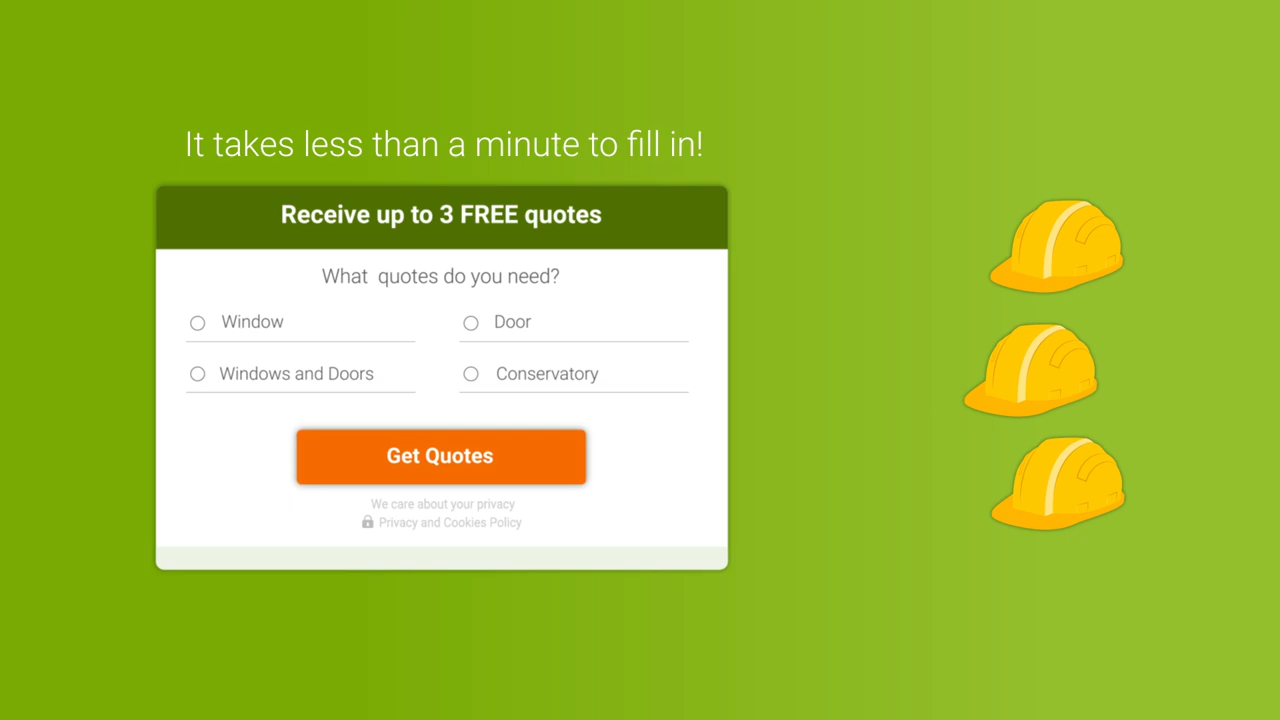 It takes less than a minute to fill in!
Receive up to 3 FREE quotes
What  quotes do you need?
Window
Door
Windows and Doors
Conservatory
Get Quotes
We care about your privacy
Privacy and Cookies Policy